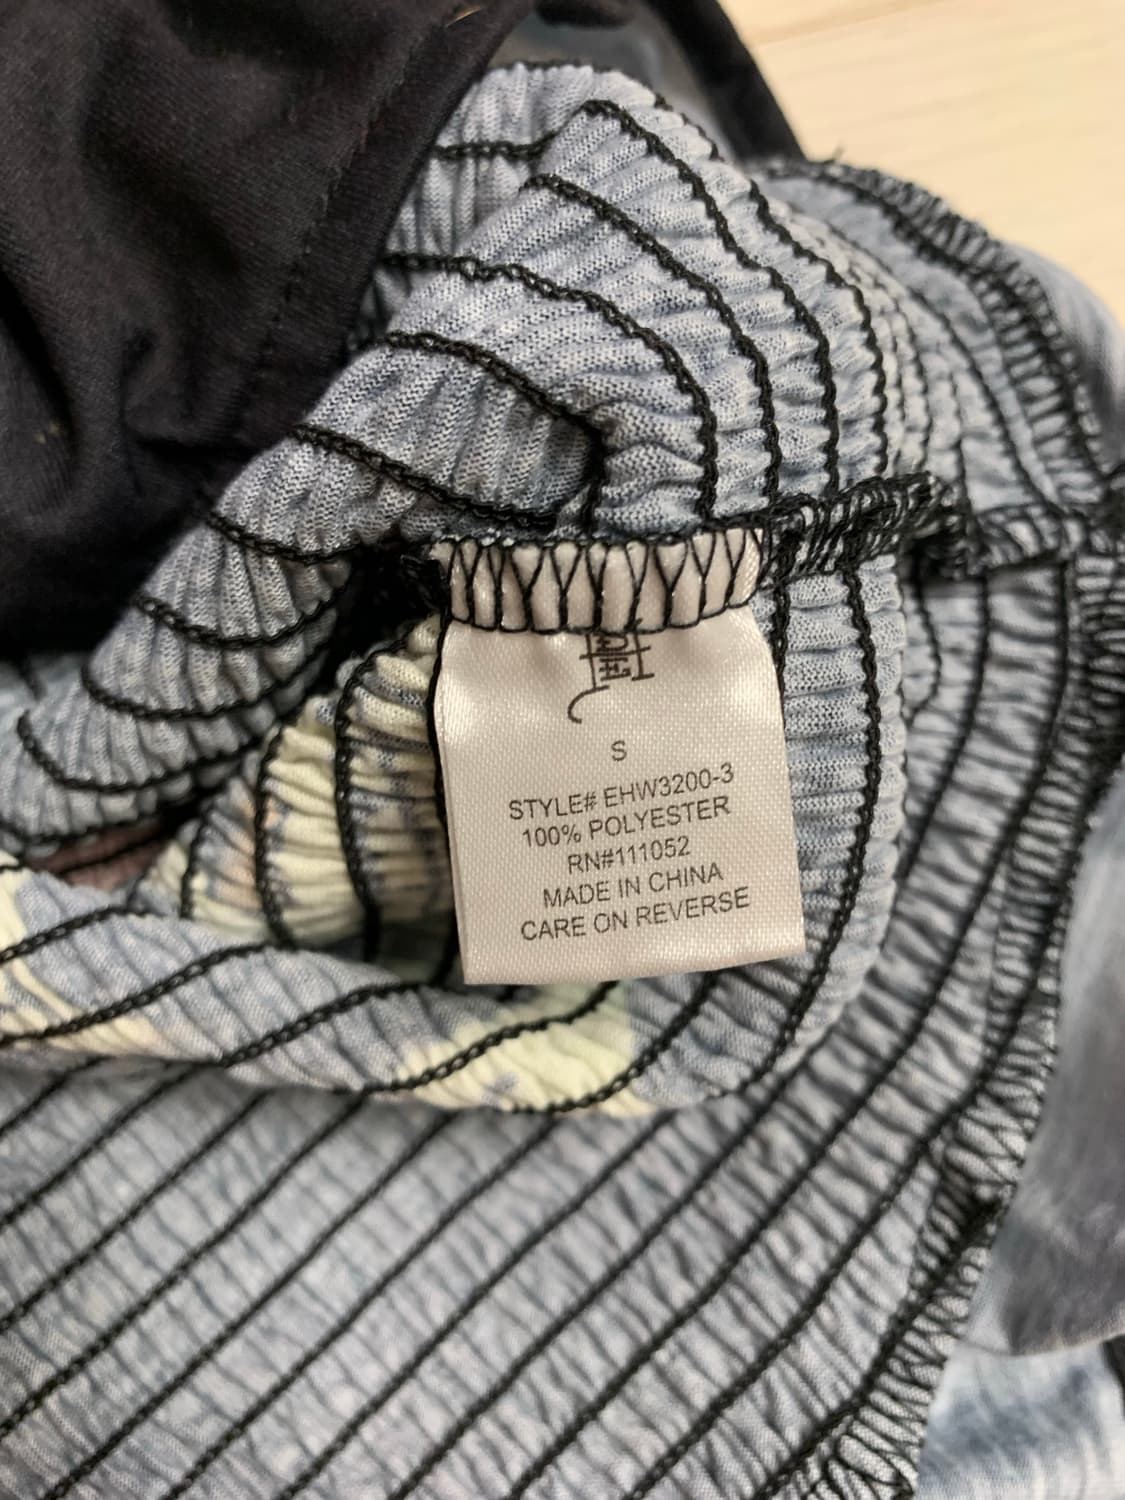 S
STYLE# EHW3200-3
100% POLYESTER
RN#111052
MADE IN CHINA
CARE ON REVERSE